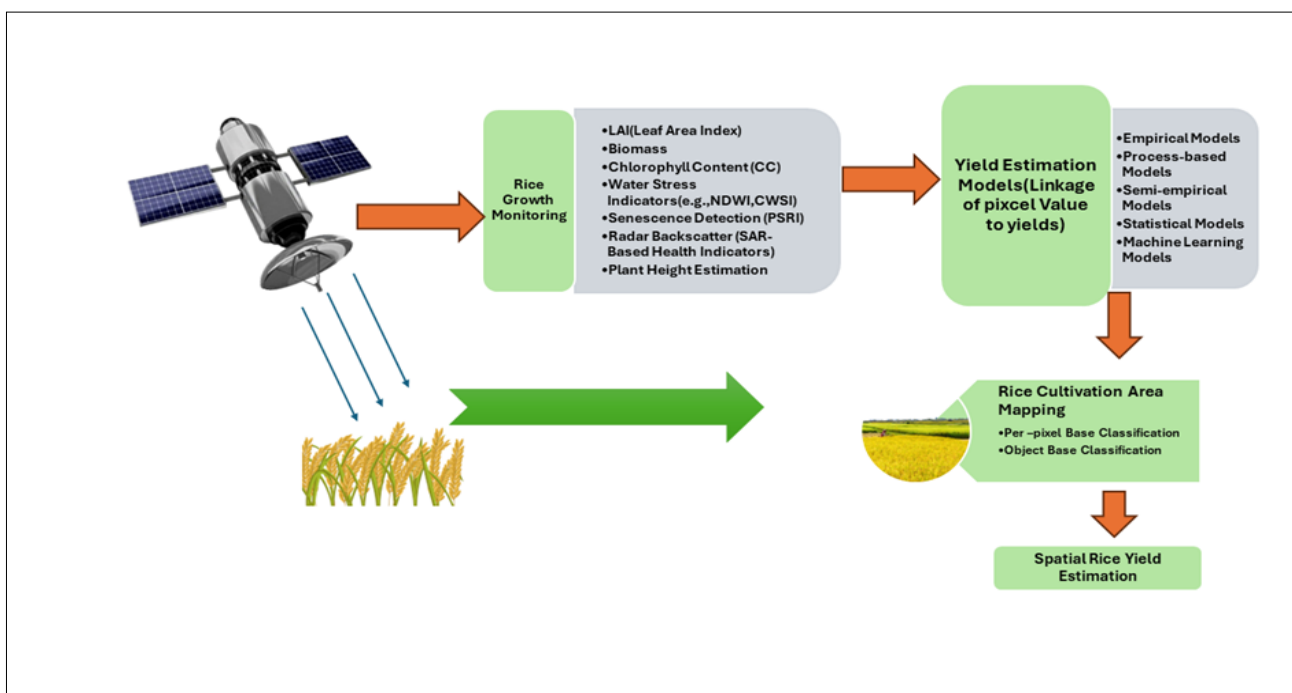 Rice
Growth
Monitoring
•LAI(Leaf Area Index)
•Biomass
•Chlorophyll Content (CC)
•Water Stress
Indicators(e.g.,NDWI,CWSI)
•Senescence Detection (PSRI)
•Radar Backscatter (SAR-
Based Health Indicators)
•Plant Height Estimation
Yield Estimation
Models(Linkage
of pixcel Value
to yields)
•Empirical Models
•Process-based
Models
•Semi-empirical
Models
•Statistical Models
•Machine Learning
Models
Rice Cultivation Area
Mapping
•Per –pixel Base Classification
•Object Base Classification
Spatial Rice Yield
Estimation